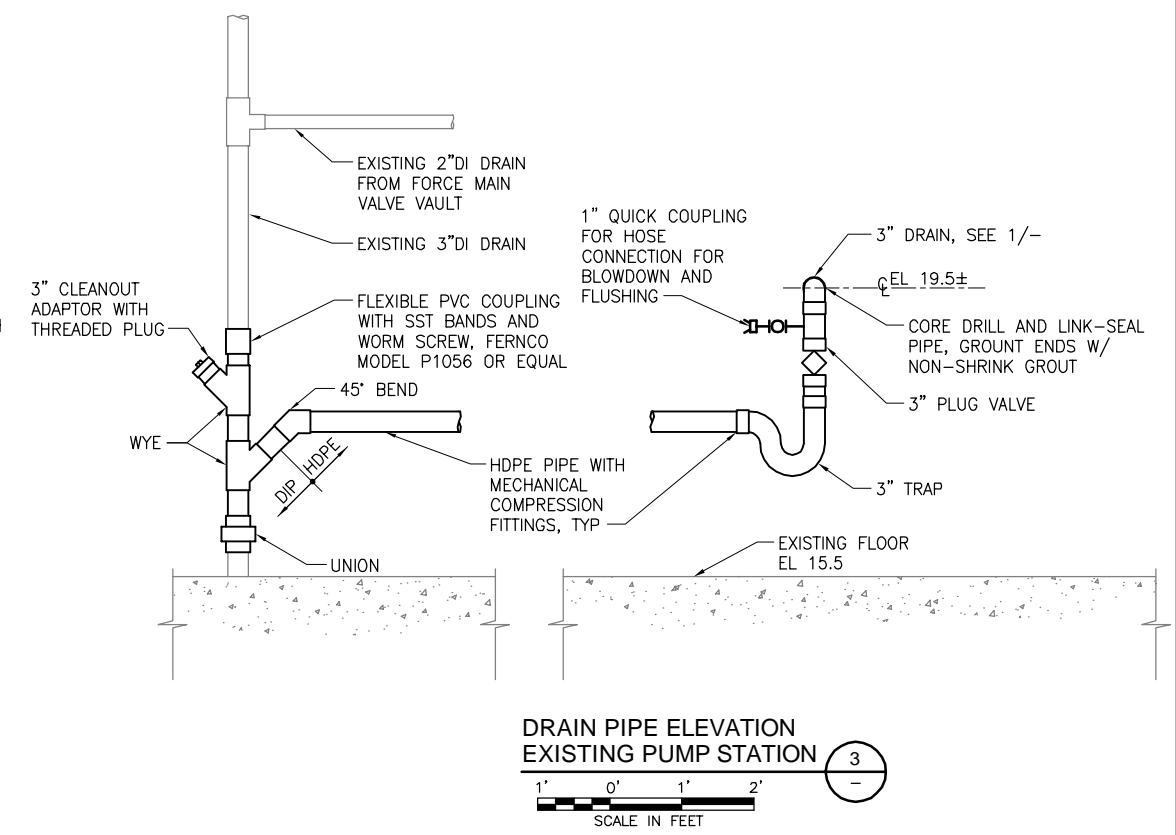 EXISTING 2"DI DRAIN
FROM FORCE MAIN
VALVE VAULT
EXISTING 3"DI DRAIN
3" CLEANOUT
ADAPTOR WITH
THREADED PLUG
FLEXIBLE PVC COUPLING
WITH SST BANDS AND
WORM SCREW, FERNCO
MODEL P1056 OR EQUAL
45° BEND
WYE
DIP
HDPE
UNION
HDPE PIPE WITH
MECHANICAL
COMPRESSION
FITTINGS, TYP
1" QUICK COUPLING
FOR HOSE
CONNECTION FOR
BLOWDOWN AND
FLUSHING
3" DRAIN, SEE 1/-
℄ EL 19.5±
CORE DRILL AND LINK-SEAL
PIPE, GROUNT ENDS W/
NON-SHRINK GROUT
3" PLUG VALVE
3" TRAP
EXISTING FLOOR
EL 15.5
DRAIN PIPE ELEVATION
EXISTING PUMP STATION
3
-
1' 0' 1' 2'
SCALE IN FEET